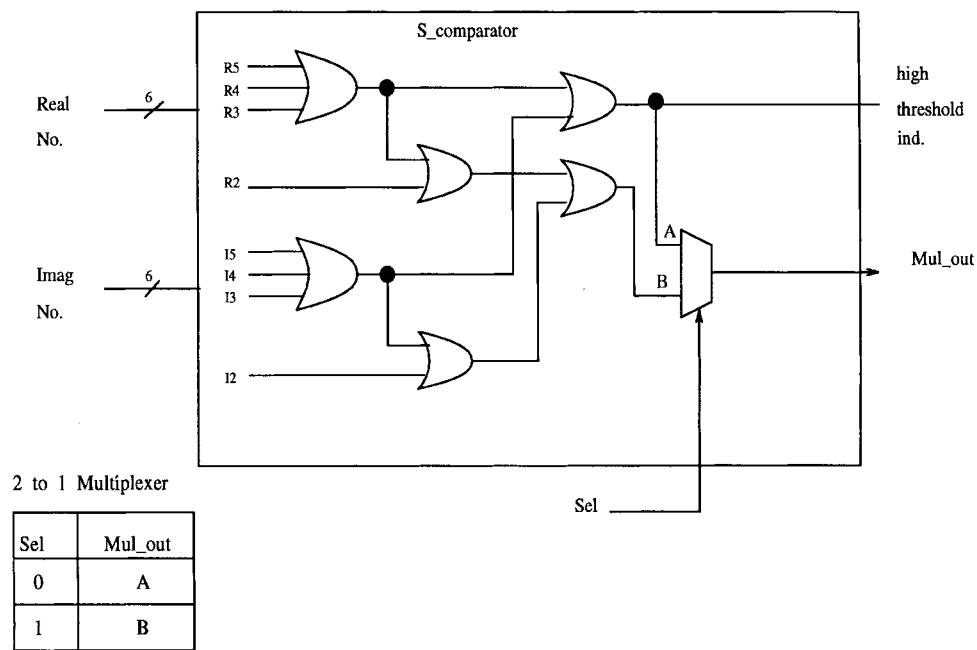 S_comparator
R5
R4
R3
R2
I5
I4
I3
I2
6
Real
No.
6
Imag
No.
high
threshold
ind.
A
B
Mul_out
Sel
2 to 1 Multiplexer
Sel Mul_out
0 A
1 B